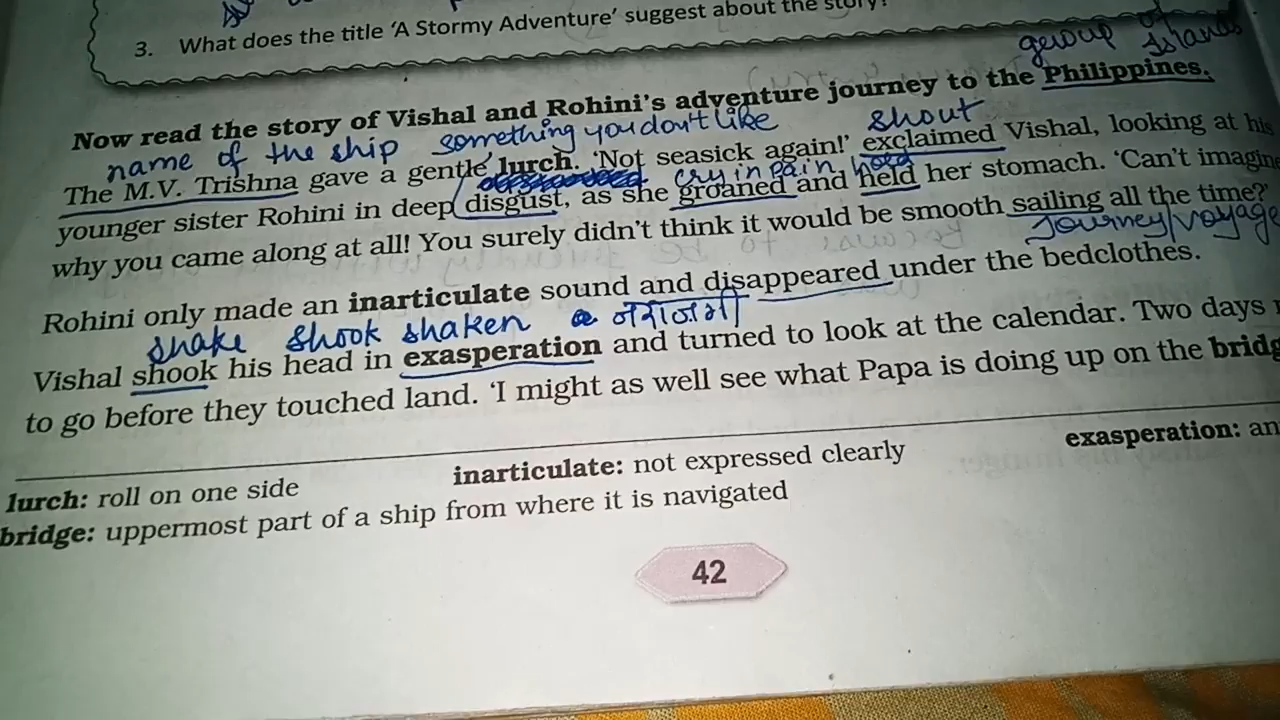 3. What does the title 'A Stormy Adventure' suggest about the story?
geroup of
Islands
Now read the story of Vishal and Rohini's adventure journey to the Philippines.
name of the ship something you don't like shout
The M.V. Trishna gave a gentle lurch. 'Not seasick again!' exclaimed Vishal, looking at his
cry in pain hold
younger sister Rohini in deep disgust, as she groaned and held her stomach. 'Can't imagine
why you came along at all! You surely didn't think it would be smooth sailing all the time?'
Journey/voyage
Rohini only made an inarticulate sound and disappeared under the bedclothes.
shake shook shaken
Vishal shook his head in exasperation and turned to look at the calendar. Two days
to go before they touched land. 'I might as well see what Papa is doing up on the bridg
exasperation: an
lurch: roll on one side inarticulate: not expressed clearly
bridge: uppermost part of a ship from where it is navigated
42